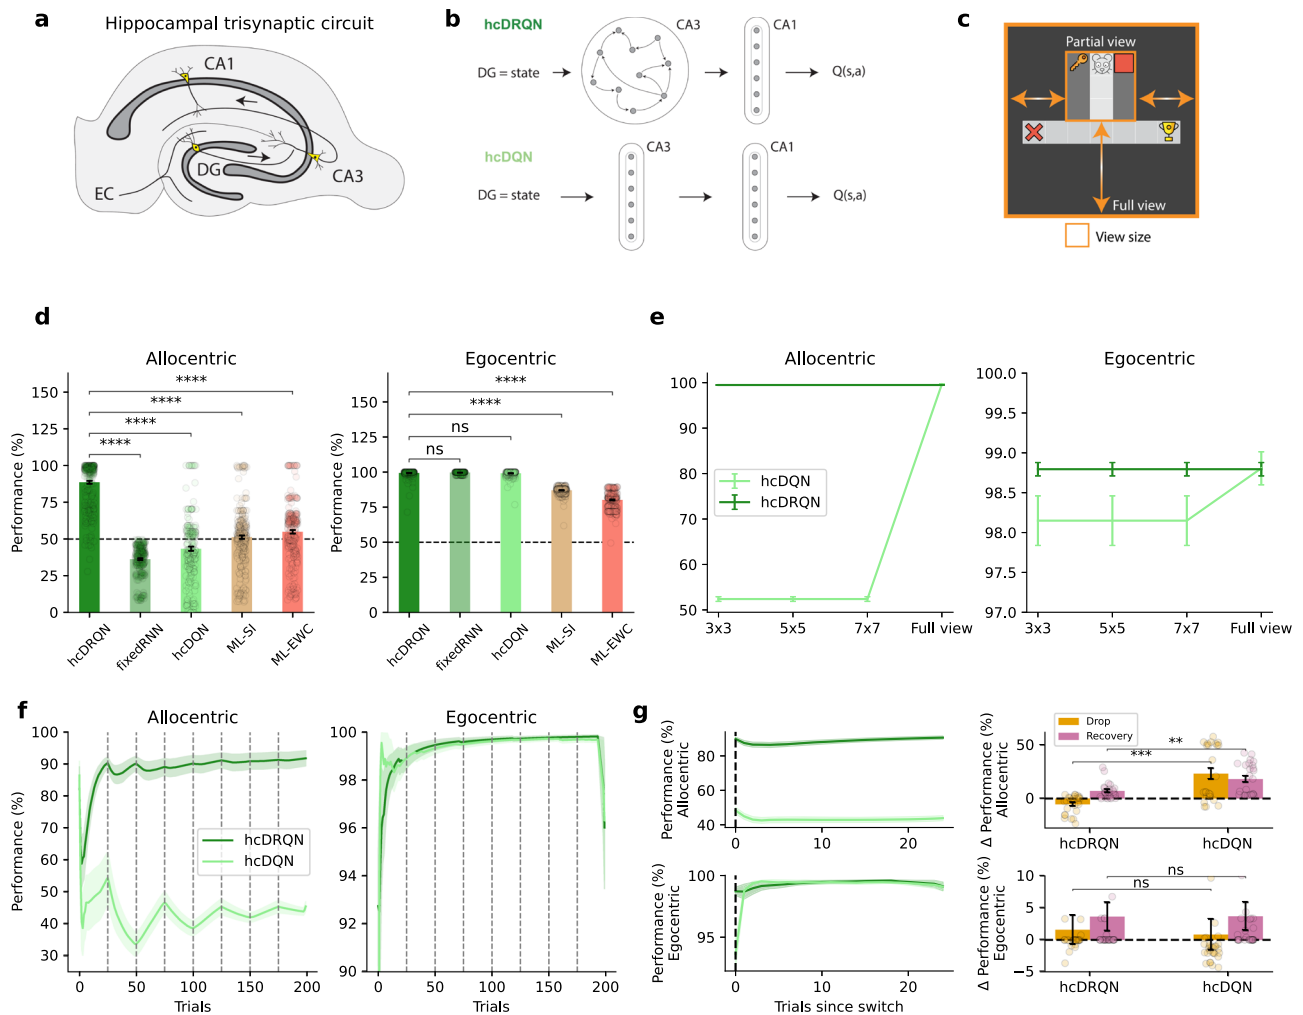 a
Hippocampal trisynaptic circuit
CA1
DG
CA3
EC
b
hcDRQN
CA3
CA1
DG = state
Q(s,a)
hcDQN
CA3
CA1
DG = state
Q(s,a)
c
Partial view
Full view
View size
d
Allocentric
Performance (%)
150
125
100
75
50
25
0
****
****
****
****
hcDRQN
fixedRNN
hcDQN
ML-SI
ML-EWC
Egocentric
Performance (%)
150
125
100
75
50
25
0
****
****
ns
ns
hcDRQN
fixedRNN
hcDQN
ML-SI
ML-EWC
e
Allocentric
100
90
80
70
60
50
hcDQN
hcDRQN
3x3
5x5
7x7
Full view
Egocentric
100.0
99.5
99.0
98.5
98.0
97.5
97.0
3x3
5x5
7x7
Full view
f
Allocentric
Performance (%)
100
90
80
70
60
50
40
30
hcDRQN
hcDQN
0
50
100
150
200
Trials
Egocentric
100
98
96
94
92
90
0
50
100
150
200
Trials
g
Performance (%)
Allocentric
80
60
40
0
10
20
Performance (%)
Egocentric
100
95
0
10
20
Trials since switch
Δ Performance (%)
Allocentric
50
0
Drop
Recovery
**
***
hcDRQN
hcDQN
Δ Performance (%)
Egocentric
10
5
0
−5
ns
ns
hcDRQN
hcDQN